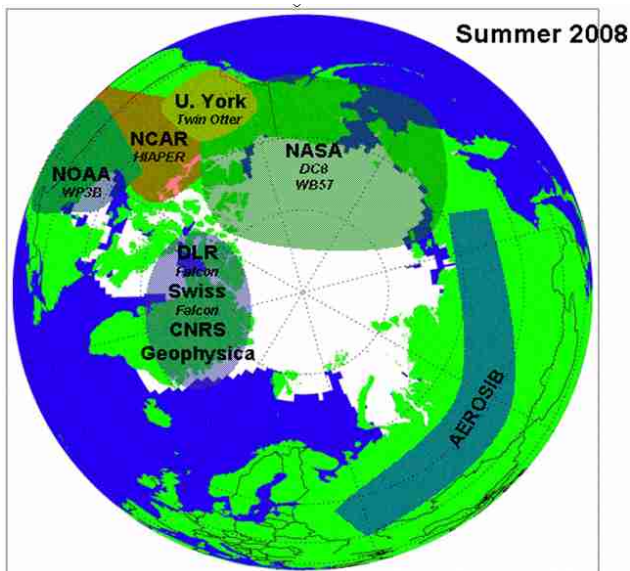 Summer 2008
U. York
Twin Otter
NCAR
HIAPER
NOAA
WP3B
NASA
DC8
WB57
DLR
Falcon
Swiss
Falcon
CNRS
Geophysica
AEROSIB